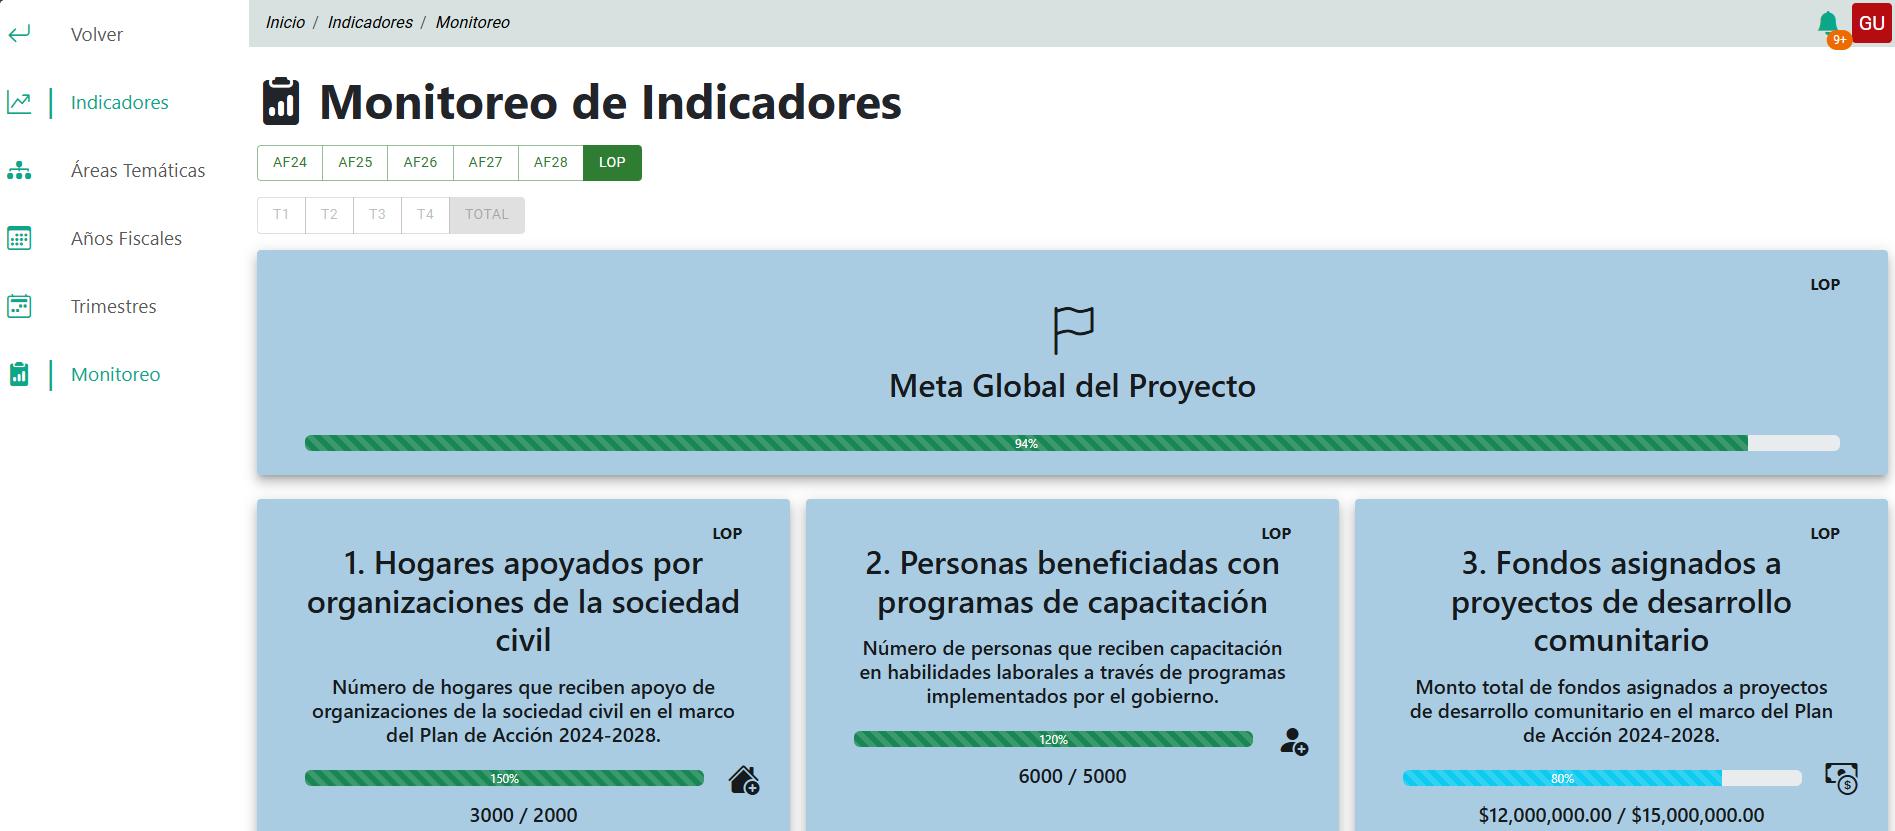 Volver
Indicadores
Áreas Temáticas
Años Fiscales
Trimestres
Monitoreo
Inicio / Indicadores / Monitoreo
9+
GU
Monitoreo de Indicadores
AF24 AF25 AF26 AF27 AF28 LOP
T1 T2 T3 T4 TOTAL
LOP
Meta Global del Proyecto
94%
LOP
1. Hogares apoyados por
organizaciones de la sociedad
civil
Número de hogares que reciben apoyo de
organizaciones de la sociedad civil en el marco
del Plan de Acción 2024-2028.
150%
3000 / 2000
LOP
2. Personas beneficiadas con
programas de capacitación
Número de personas que reciben capacitación
en habilidades laborales a través de programas
implementados por el gobierno.
120%
6000 / 5000
LOP
3. Fondos asignados a
proyectos de desarrollo
comunitario
Monto total de fondos asignados a proyectos
de desarrollo comunitario en el marco del Plan
de Acción 2024-2028.
80%
$12,000,000.00 / $15,000,000.00